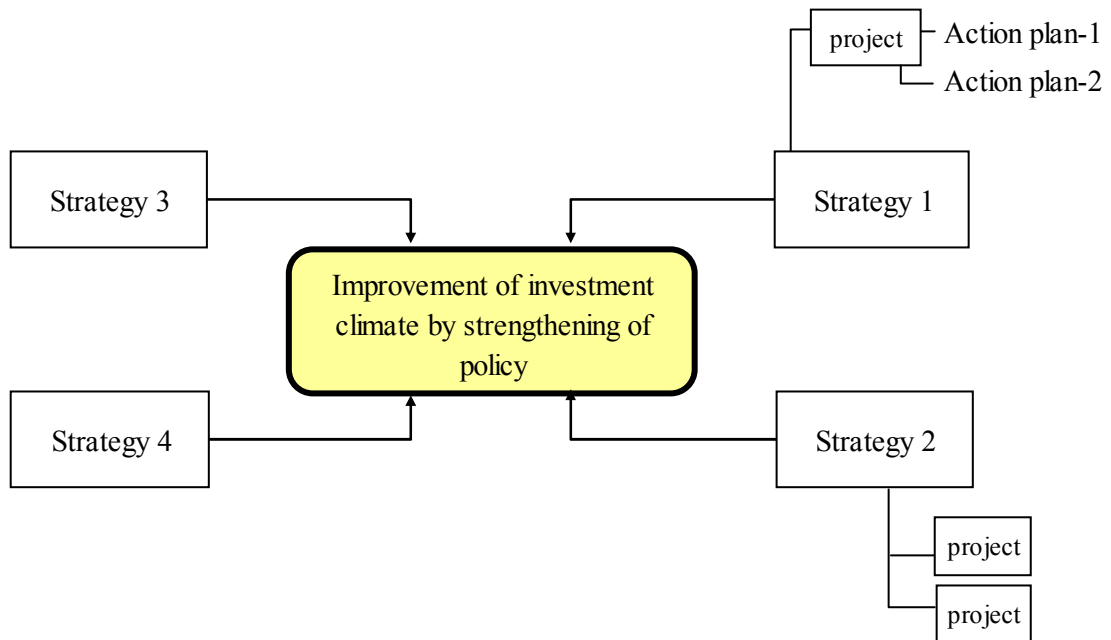 project
Action plan-1
Action plan-2
Strategy 3
Strategy 1
Improvement of investment
climate by strengthening of
policy
Strategy 4
Strategy 2
project
project